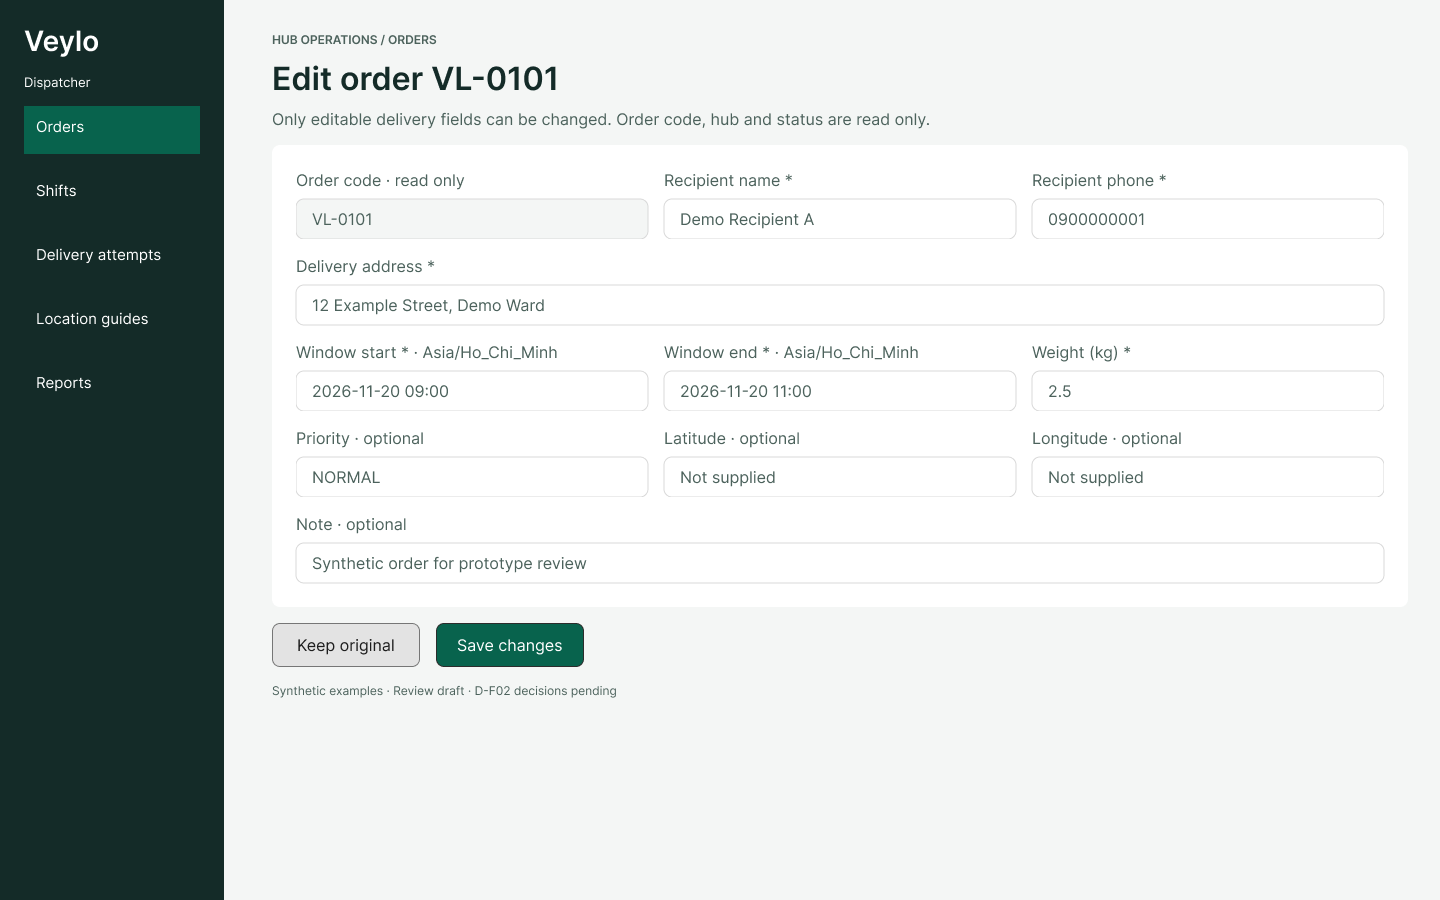 Veylo
Dispatcher
Orders
Shifts
Delivery attempts
Location guides
Reports
HUB OPERATIONS / ORDERS
Edit order VL-0101
Only editable delivery fields can be changed. Order code, hub and status are read only.
Order code · read only
VL-0101
Recipient name *
Demo Recipient A
Recipient phone *
0900000001
Delivery address *
12 Example Street, Demo Ward
Window start * · Asia/Ho_Chi_Minh
2026-11-20 09:00
Window end * · Asia/Ho_Chi_Minh
2026-11-20 11:00
Weight (kg) *
2.5
Priority · optional
NORMAL
Latitude · optional
Not supplied
Longitude · optional
Not supplied
Note · optional
Synthetic order for prototype review
Keep original
Save changes
Synthetic examples · Review draft · D-F02 decisions pending